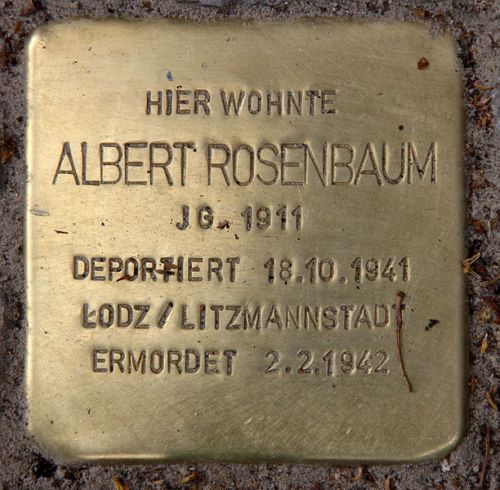 HIER WOHNTE
ALBERT ROSENBAUM
JG. 1911
DEPORTIERT 18.10.1941
ŁODZ / LITZMANNSTADT
ERMORDET 2.2.1942